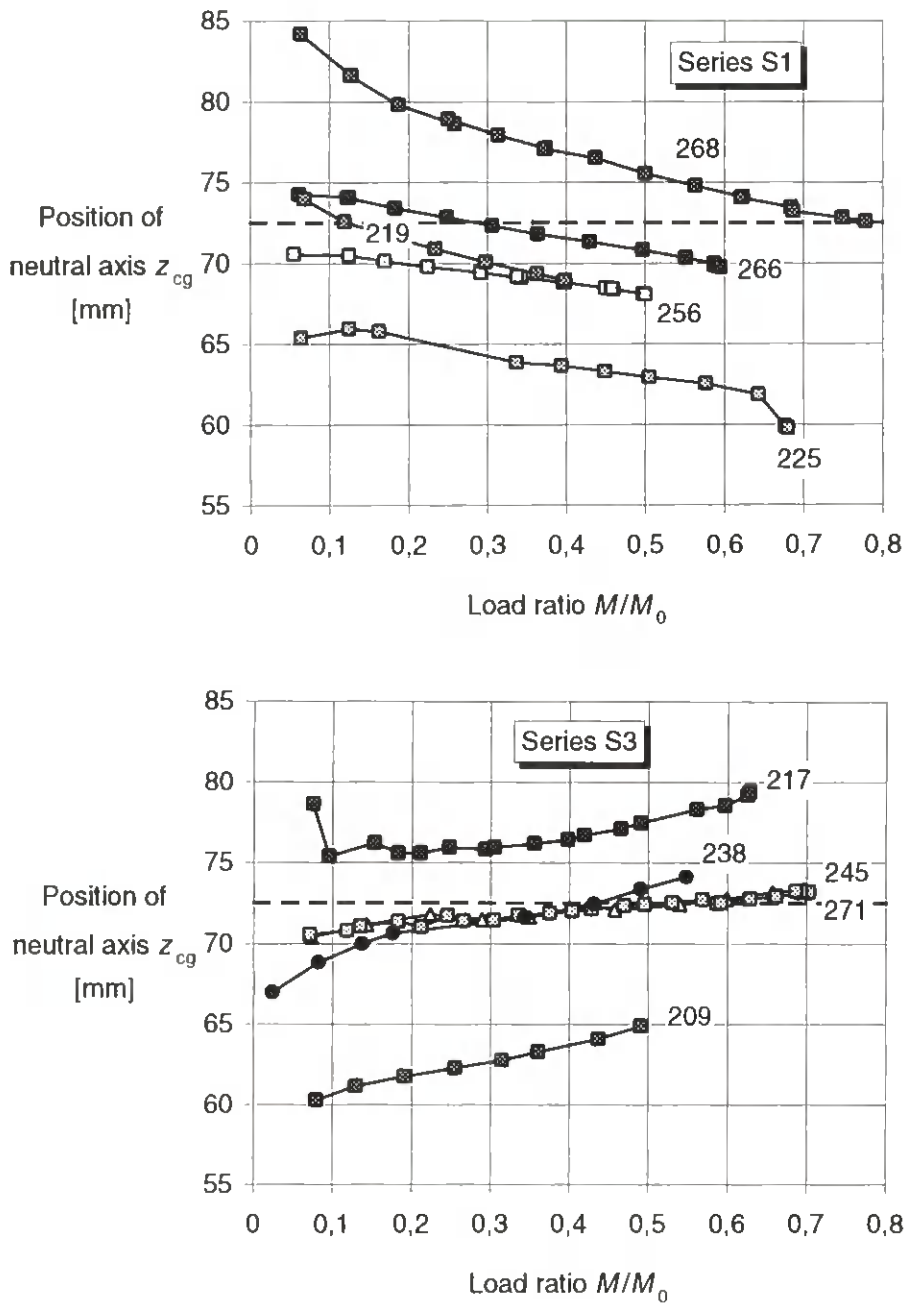 85
80
75
70
65
60
55
Position of
neutral axis z_cg
[mm]
Series S1
268
219
266
256
225
0 0,1 0,2 0,3 0,4 0,5 0,6 0,7 0,8
Load ratio M/M_0
85
80
75
70
65
60
55
Position of
neutral axis z_cg
[mm]
Series S3
217
238
245
271
209
0 0,1 0,2 0,3 0,4 0,5 0,6 0,7 0,8
Load ratio M/M_0